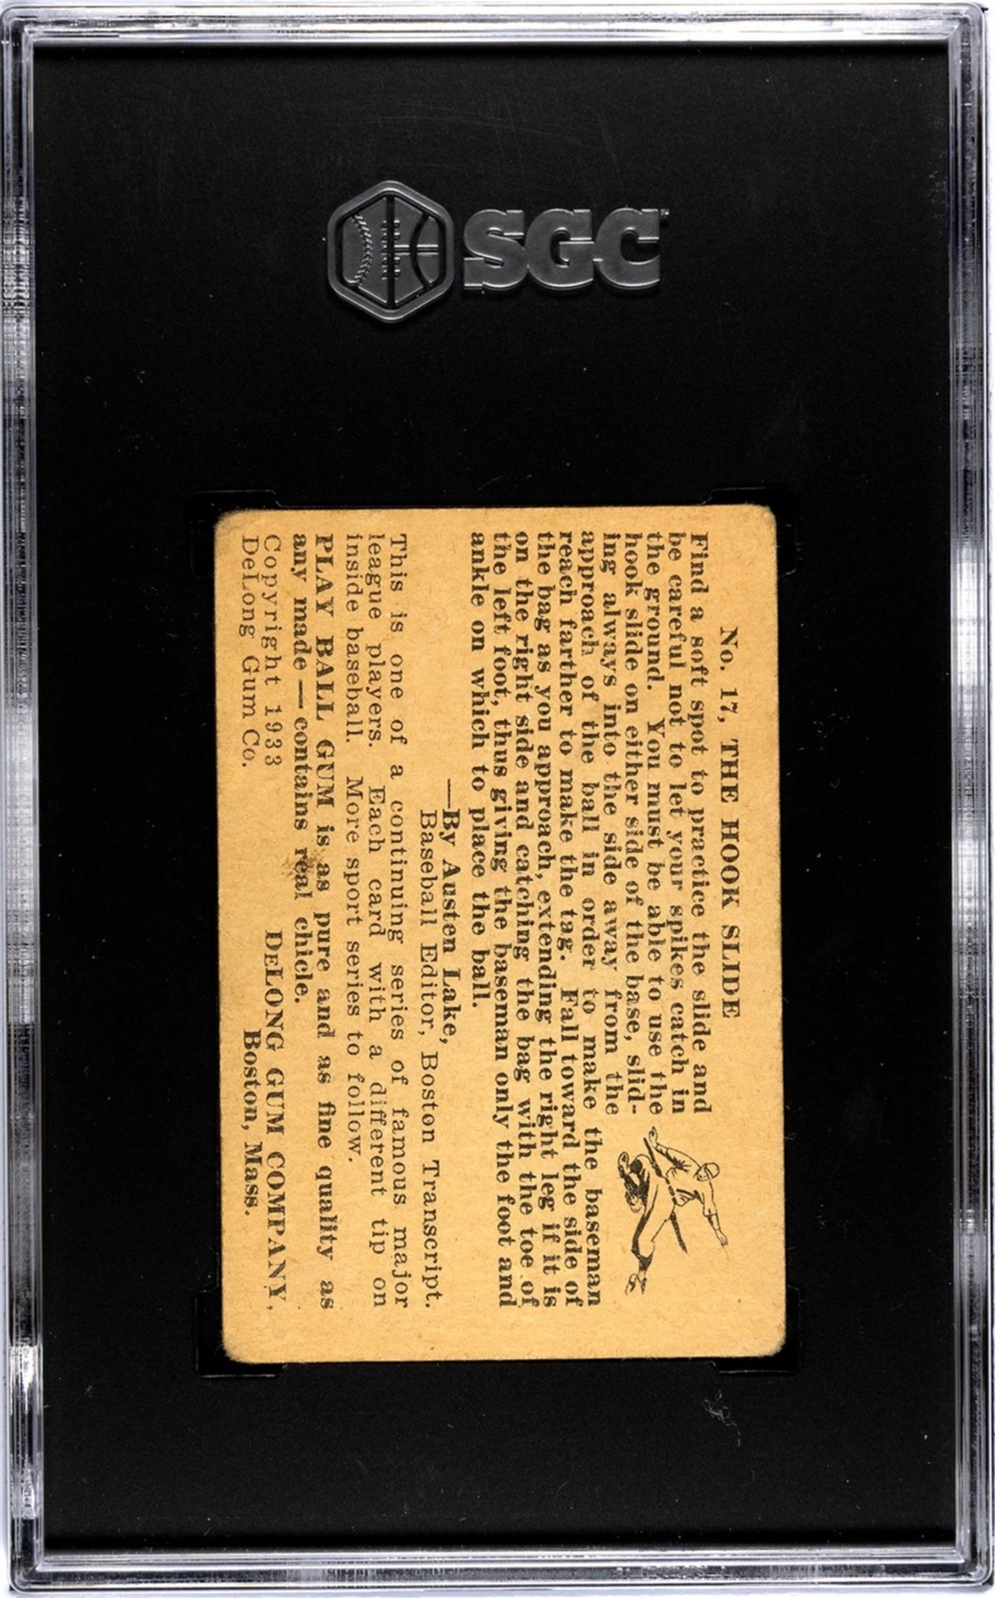 SGC
No. 17, THE HOOK SLIDE
Find a soft spot to practice the slide and
be careful not to let your spikes catch in
the ground. You must be able to use the
hook slide on either side of the base, slid-
ing always into the side away from the
approach of the ball in order to make the baseman
reach farther to make the tag. Fall toward the side of
the bag as you approach, extending the right leg if it is
on the right side and catching the bag with the toe of
the left foot, thus giving the baseman only the foot and
ankle on which to place the ball.
—By Austen Lake,
Baseball Editor, Boston Transcript.
This is one of a continuing series of famous major
league players. Each card with a different tip on
inside baseball. More sport series to follow.
PLAY BALL GUM is as pure and as fine quality as
any made — contains real chicle.
Copyright 1933
DeLONG GUM COMPANY,
DeLong Gum Co.
Boston, Mass.